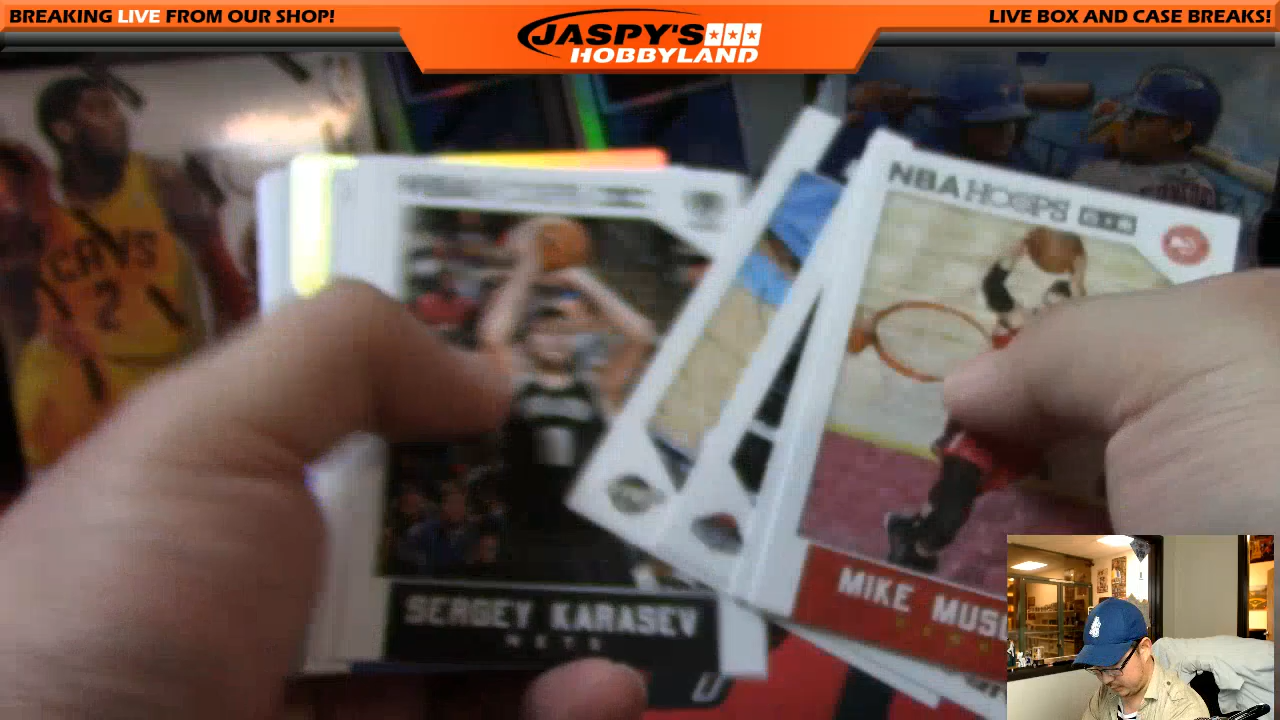 BREAKING LIVE FROM OUR SHOP!
JASPY'S
HOBBYLAND
LIVE BOX AND CASE BREAKS!
CAVS
2
NBA HOOPS
SERGEY KARASEV
NETS
MIKE